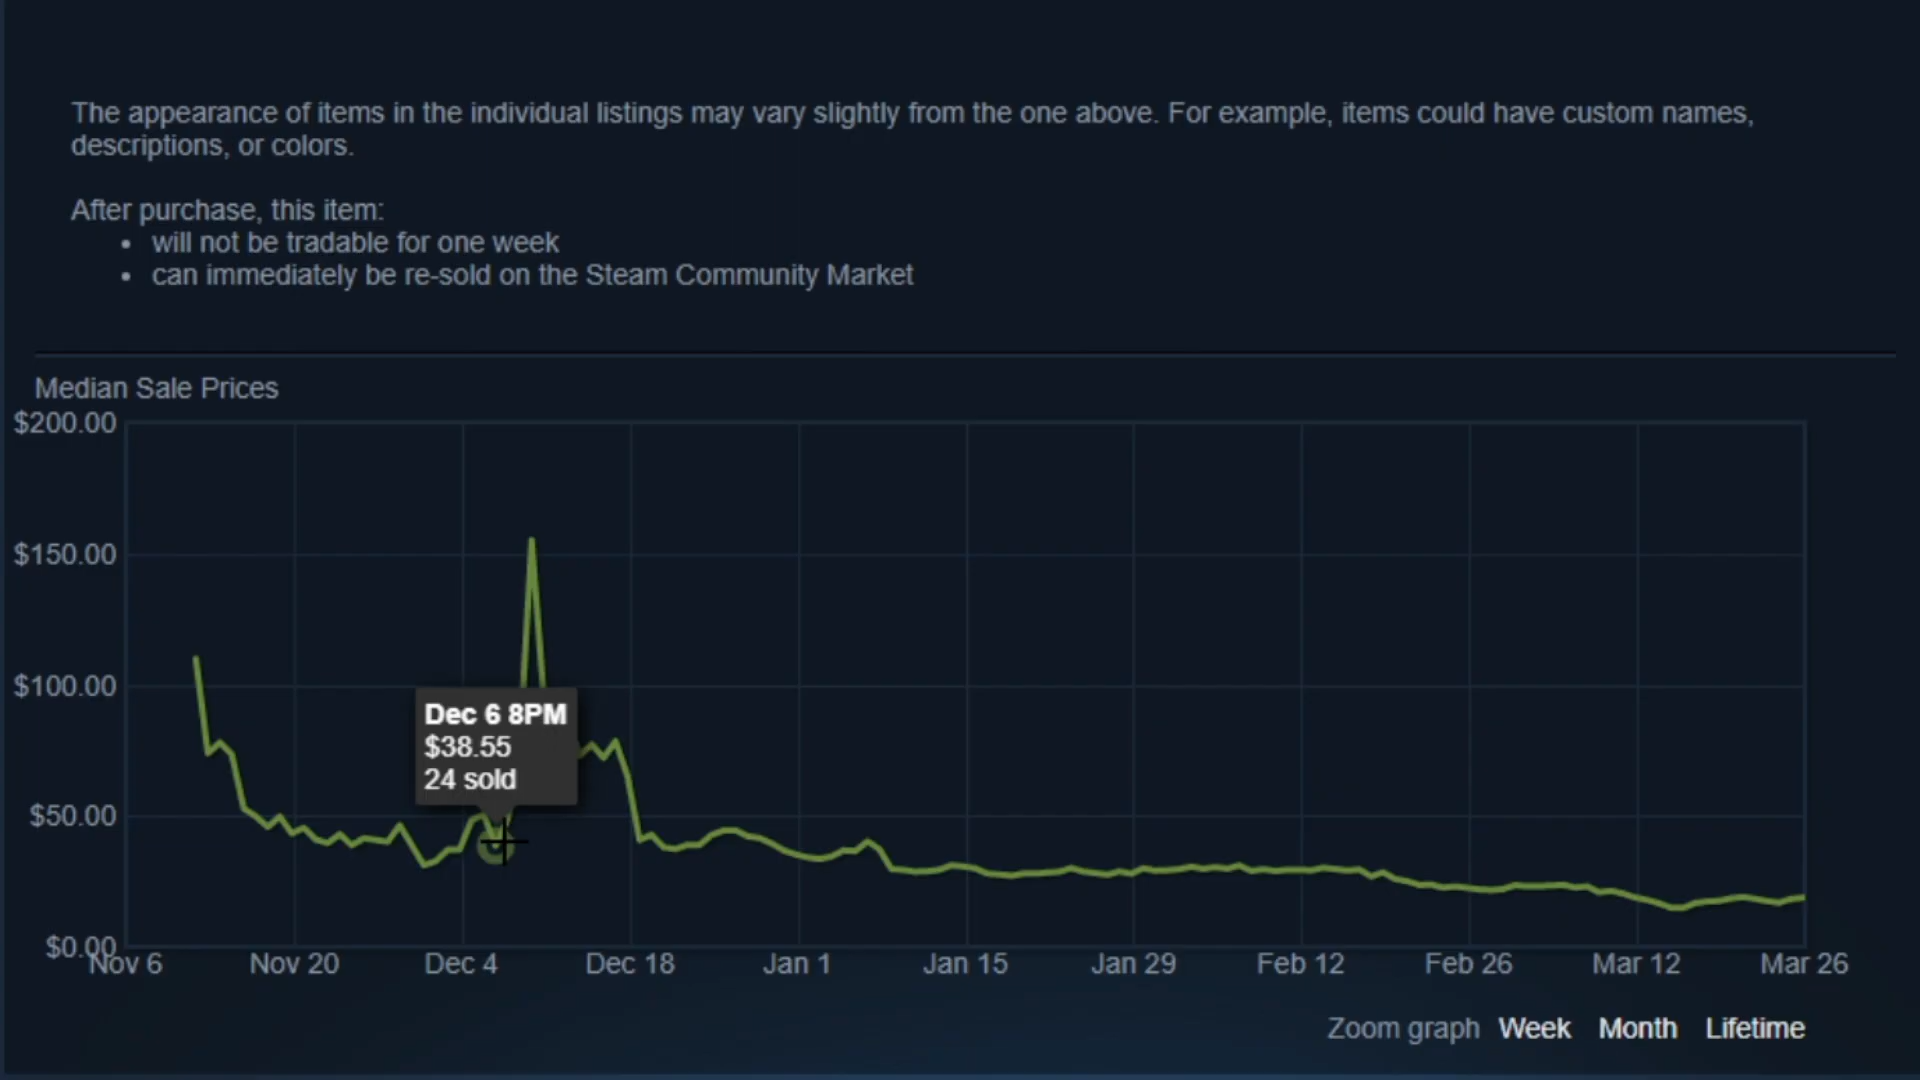 The appearance of items in the individual listings may vary slightly from the one above. For example, items could have custom names,
descriptions, or colors.
After purchase, this item:
• will not be tradable for one week
• can immediately be re-sold on the Steam Community Market
Median Sale Prices
$200.00
$150.00
$100.00
$50.00
$0.00
Dec 6 8PM
$38.55
24 sold
Nov 6 Nov 20 Dec 4 Dec 18 Jan 1 Jan 15 Jan 29 Feb 12 Feb 26 Mar 12 Mar 26
Zoom graph Week Month Lifetime